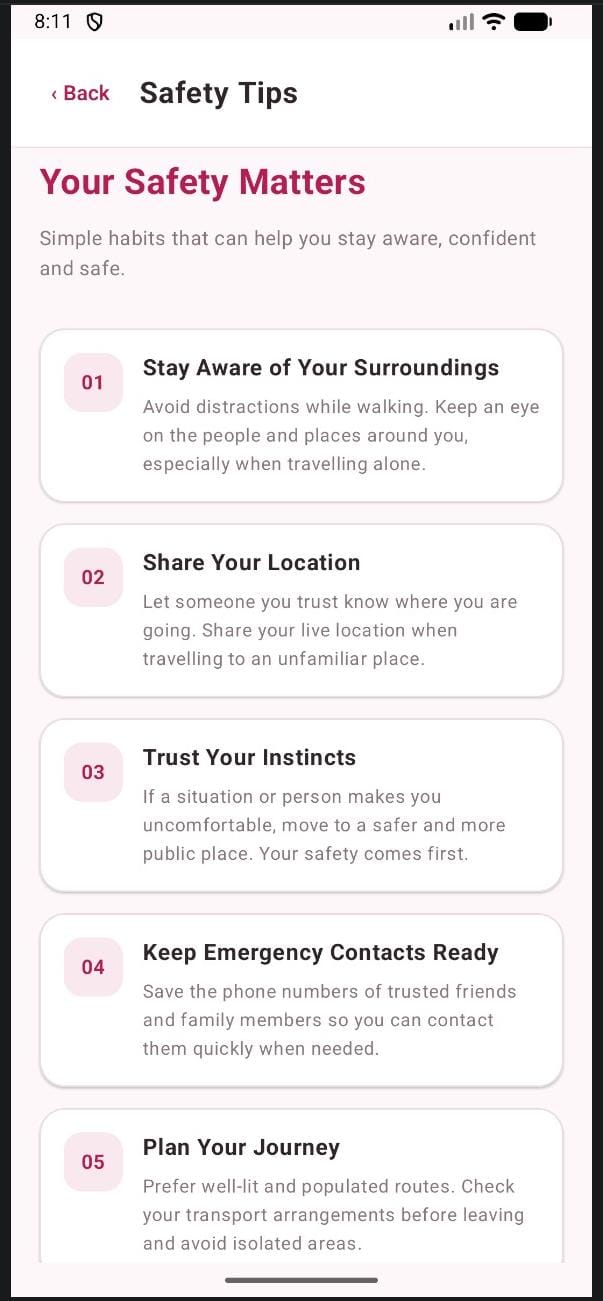 8:11
‹ Back Safety Tips
Your Safety Matters
Simple habits that can help you stay aware, confident
and safe.
01
Stay Aware of Your Surroundings
Avoid distractions while walking. Keep an eye
on the people and places around you,
especially when travelling alone.
02
Share Your Location
Let someone you trust know where you are
going. Share your live location when
travelling to an unfamiliar place.
03
Trust Your Instincts
If a situation or person makes you
uncomfortable, move to a safer and more
public place. Your safety comes first.
04
Keep Emergency Contacts Ready
Save the phone numbers of trusted friends
and family members so you can contact
them quickly when needed.
05
Plan Your Journey
Prefer well-lit and populated routes. Check
your transport arrangements before leaving
and avoid isolated areas.